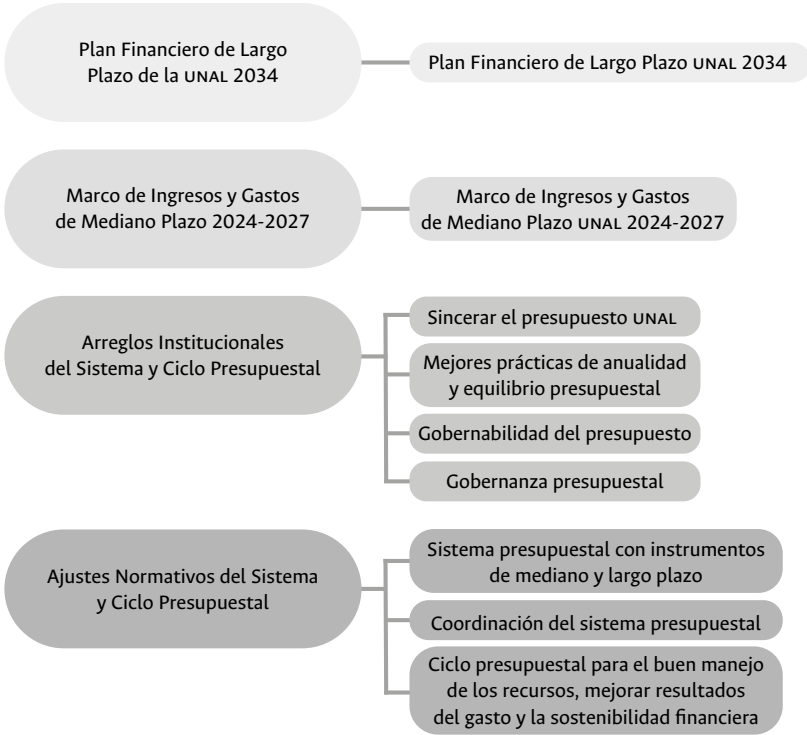 Plan Financiero de Largo
Plazo de la UNAL 2034
Plan Financiero de Largo Plazo UNAL 2034
Marco de Ingresos y Gastos
de Mediano Plazo 2024-2027
Marco de Ingresos y Gastos
de Mediano Plazo UNAL 2024-2027
Arreglos Institucionales
del Sistema y Ciclo Presupuestal
Sincerar el presupuesto UNAL
Mejores prácticas de anualidad
y equilibrio presupuestal
Gobernabilidad del presupuesto
Gobernanza presupuestal
Ajustes Normativos del Sistema
y Ciclo Presupuestal
Sistema presupuestal con instrumentos
de mediano y largo plazo
Coordinación del sistema presupuestal
Ciclo presupuestal para el buen manejo
de los recursos, mejorar resultados
del gasto y la sostenibilidad financiera